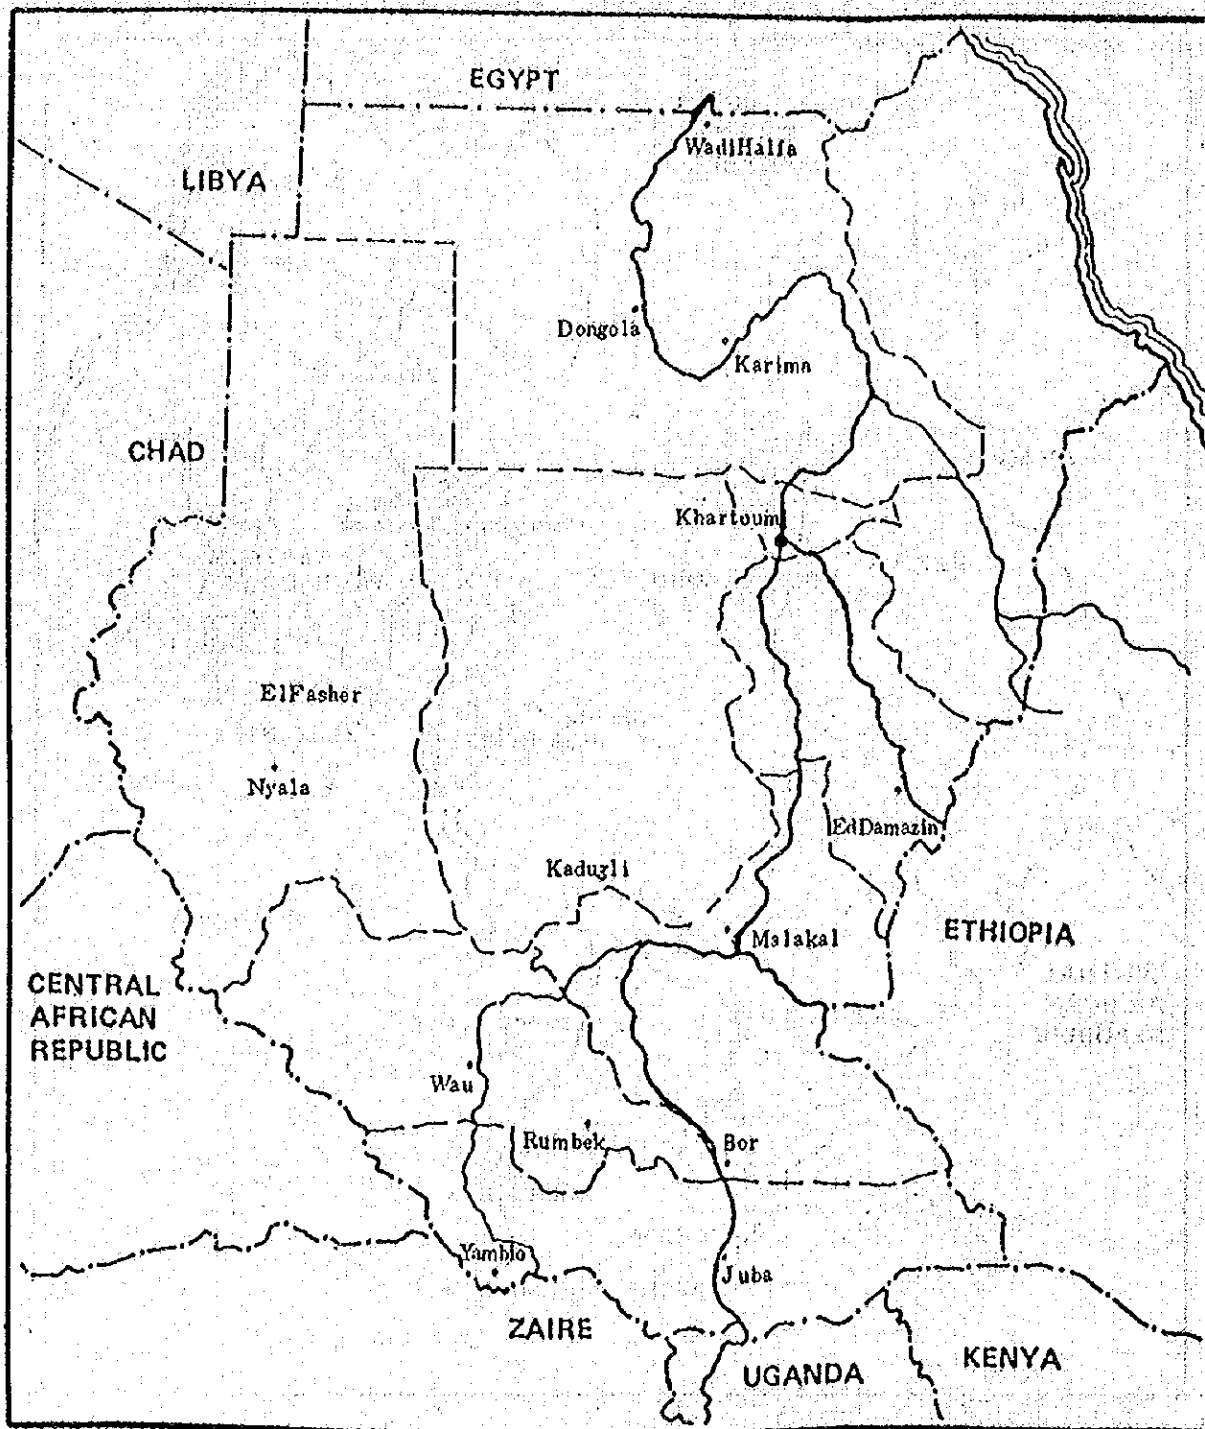 EGYPT
WadiHalfa
LIBYA
Dongola
Karima
CHAD
Khartoum
ElFasher
Nyala
EdDamazin
Kadugli
Malakal
ETHIOPIA
CENTRAL
AFRICAN
REPUBLIC
Wau
Rumbek
Bor
Yambio
Juba
ZAIRE
UGANDA
KENYA